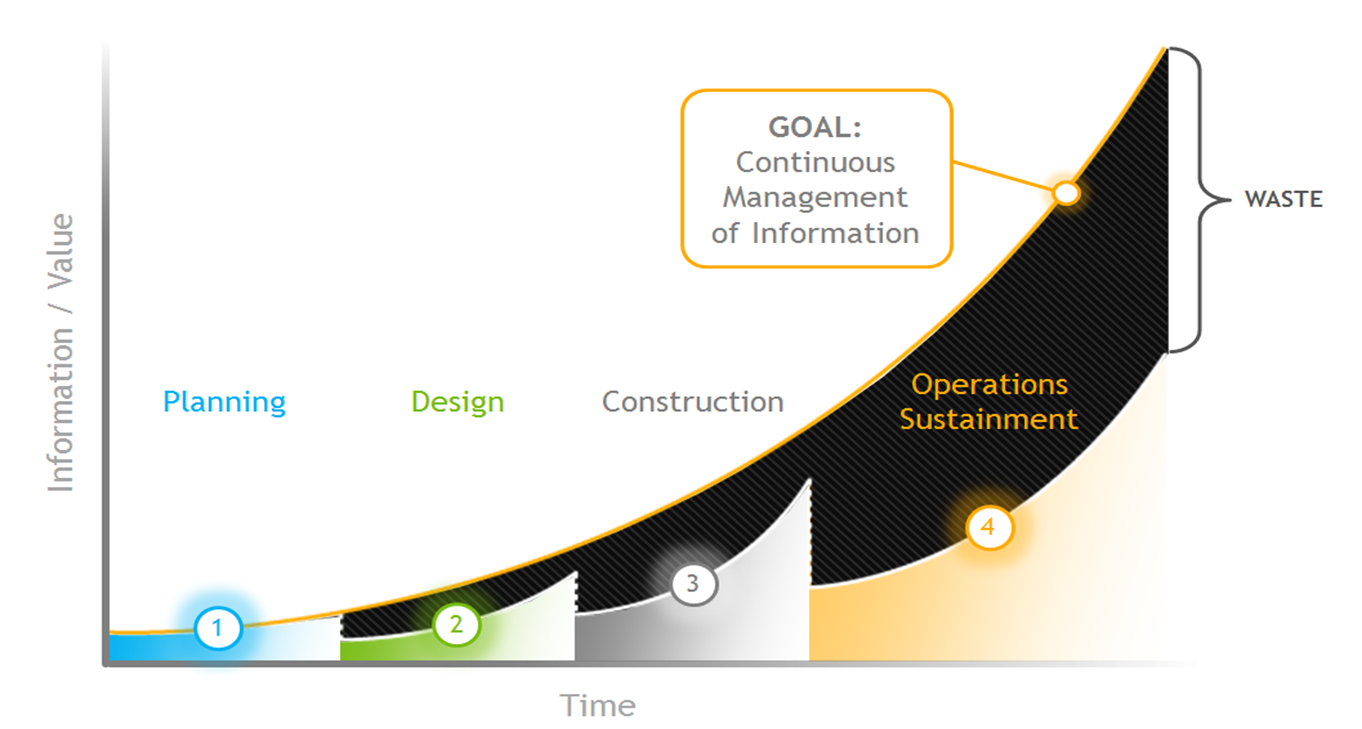 GOAL:
Continuous
Management
of Information
WASTE
Information / Value
Planning
Design
Construction
Operations
Sustainment
1
2
3
4
Time